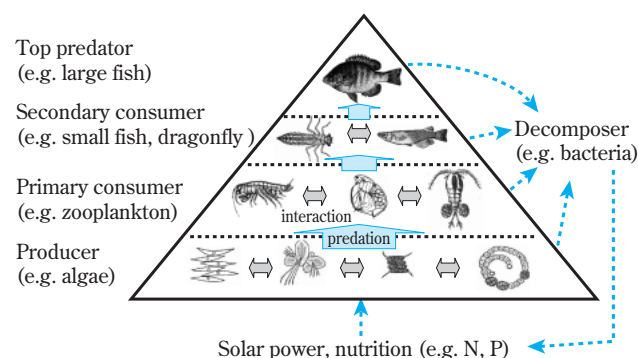 Top predator
(e.g. large fish)
Secondary consumer
(e.g. small fish, dragonfly )
Decomposer
(e.g. bacteria)
Primary consumer
(e.g. zooplankton)
interaction
predation
Producer
(e.g. algae)
Solar power, nutrition (e.g. N, P)